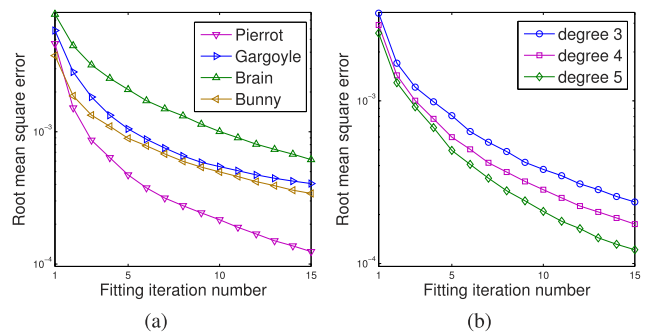 Root mean square error
10⁻³
10⁻⁴
1
5
10
15
Fitting iteration number
Pierrot
Gargoyle
Brain
Bunny
(a)
Root mean square error
10⁻³
10⁻⁴
1
5
10
15
Fitting iteration number
degree 3
degree 4
degree 5
(b)